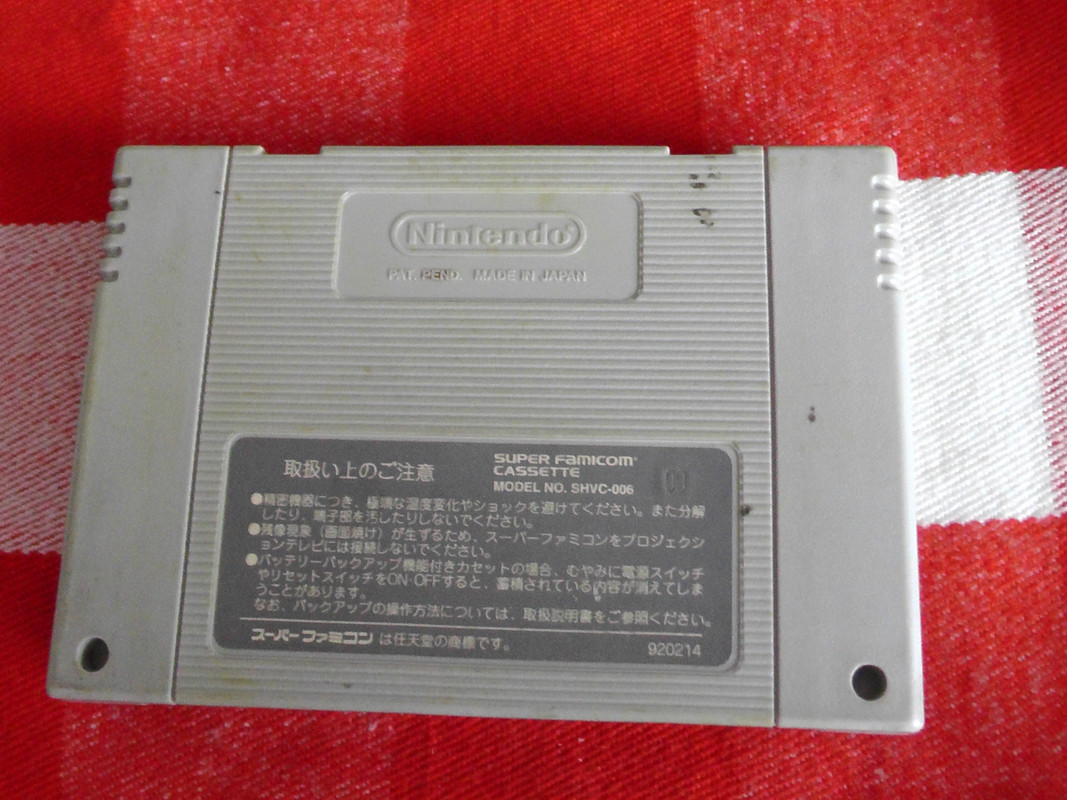 Nintendo®
PAT. PEND. MADE IN JAPAN
取扱い上のご注意
SUPER FAMICOM®
CASSETTE
MODEL NO. SHVC-006
●精密機器につき、極端な温度変化やショックを避けてください。また分解
したり、端子部を汚したりしないでください。
●残像現象（画面焼け）が生ずるため、スーパーファミコンをプロジェクシ
ョンテレビには接続しないでください。
●バッテリーバックアップ機能付きカセットの場合、むやみに電源スイッチ
やリセットスイッチをON·OFFすると、蓄積されている内容が消えてしま
うことがあります。
なお、バックアップの操作方法については、取扱説明書をご参照ください。
スーパーファミコン は任天堂の商標です。
920214